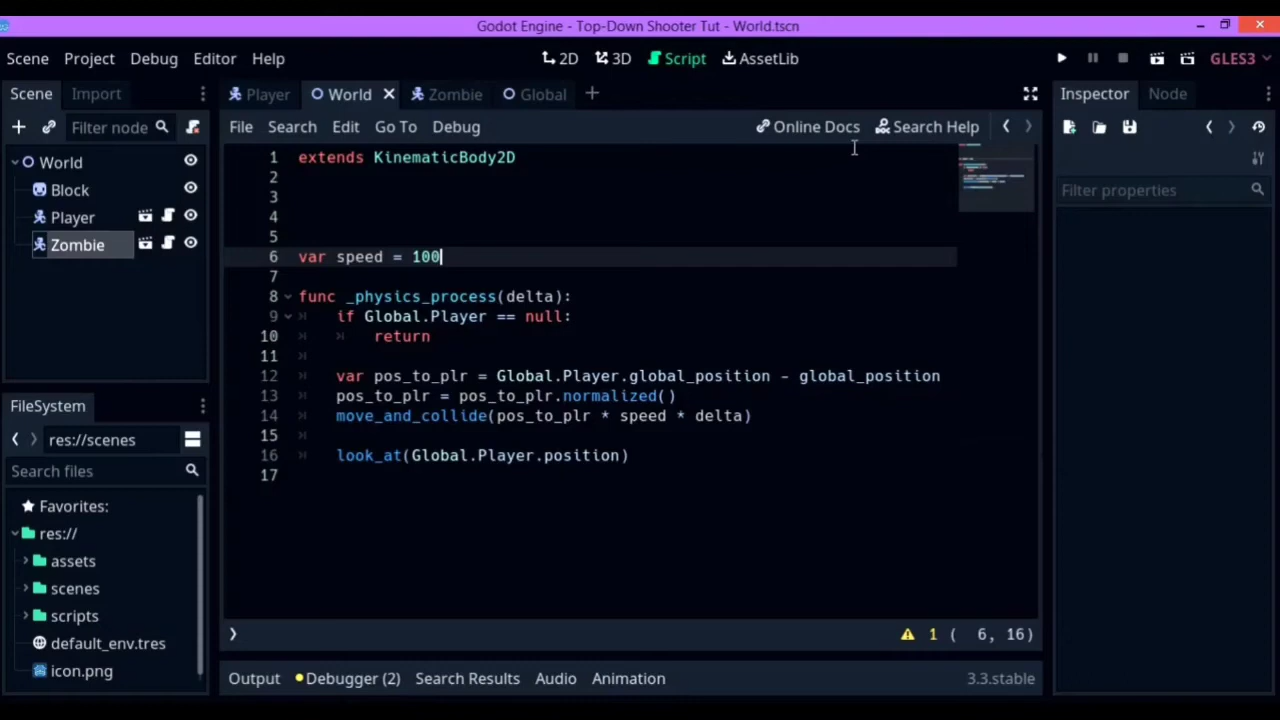 Godot Engine - Top-Down Shooter Tut - World.tscn
Scene Project Debug Editor Help 2D 3D Script AssetLib GLES3
Scene Import Player World Zombie Global Inspector Node
Filter node File Search Edit Go To Debug Online Docs Search Help
World
Block
Player
Zombie
1 extends KinematicBody2D
2
3
4
5
6 var speed = 100
7
8 func _physics_process(delta):
9 if Global.Player == null:
10 return
11
12 var pos_to_plr = Global.Player.global_position - global_position
13 pos_to_plr = pos_to_plr.normalized()
14 move_and_collide(pos_to_plr * speed * delta)
15
16 look_at(Global.Player.position)
17
Filter properties
FileSystem
res://scenes
Search files
Favorites:
res://
assets
scenes
scripts
default_env.tres
icon.png
1 ( 6, 16)
Output Debugger (2) Search Results Audio Animation 3.3.stable